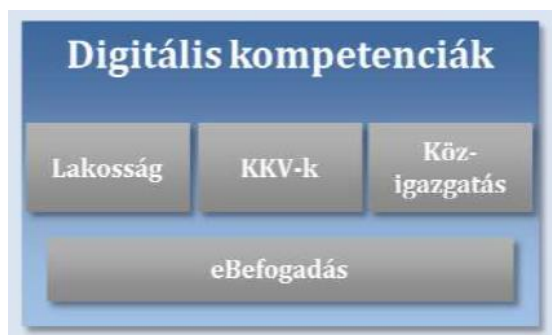 Digitális kompetenciák
Lakosság
KKV-k
Köz-
igazgatás
eBefogadás